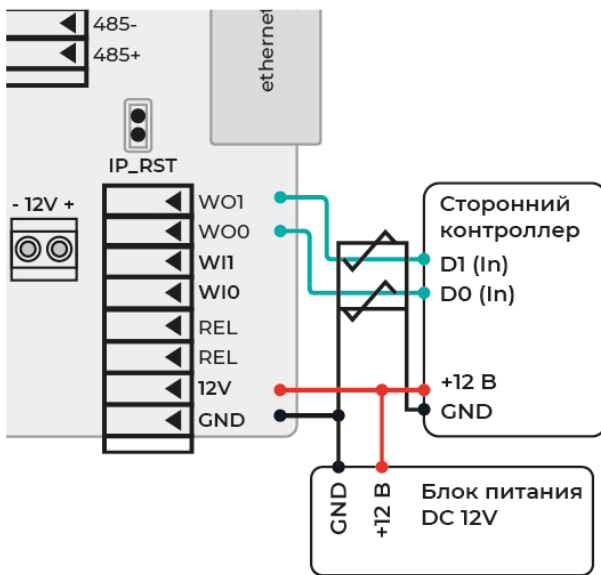 485-
485+
ethernet
IP_RST
- 12V +
WO1
WO0
WI1
WI0
REL
REL
12V
GND
Сторонний
контроллер
D1 (In)
D0 (In)
+12 В
GND
GND
+12 В
Блок питания
DC 12V